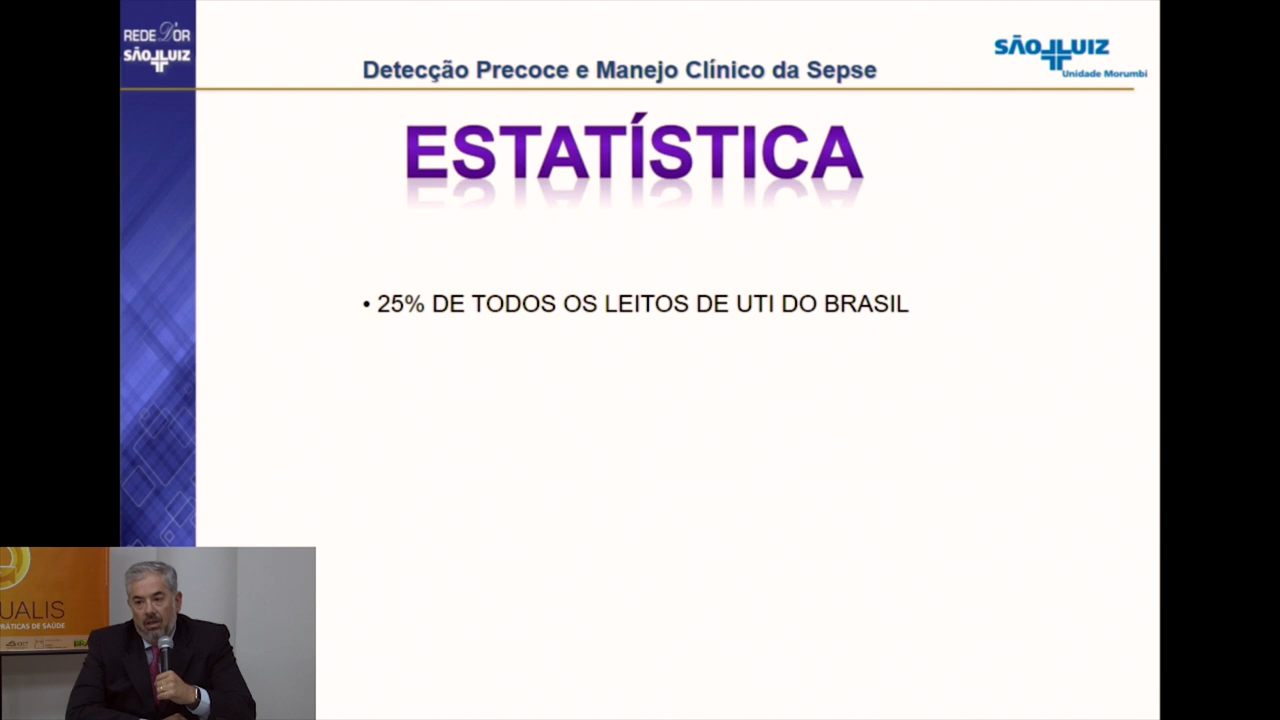 REDE D'OR
SÃO LUIZ
SÃO LUIZ
Unidade Morumbi
Detecção Precoce e Manejo Clínico da Sepse
ESTATÍSTICA
• 25% DE TODOS OS LEITOS DE UTI DO BRASIL
UALIS
PRÁTICAS DE SAÚDE